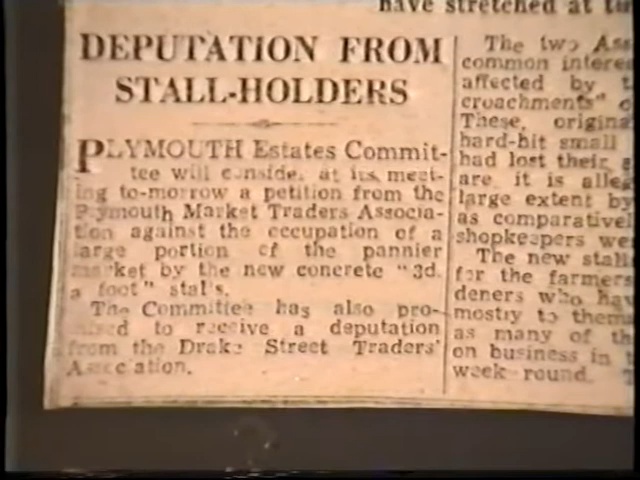 have stretched at
DEPUTATION FROM
STALL-HOLDERS
PLYMOUTH Estates Commit-
tee will consider at its meet-
ing to-morrow a petition from the
Plymouth Market Traders Associa-
tion against the occupation of a
large portion of the pannier
market by the new concrete "3d.
a foot" stalls.
The Committee has also pro-
mised to receive a deputation
from the Drake Street Traders'
Association.
The two Ass
common intere
affected by t
croachments" o
These, origina
hard-hit small
had lost their s
are, it is alleg
large extent by
as comparativel
shopkeepers we
The new stall
for the farmers
deners who hav
mostly to them
as many of th
on business in t
week round. T